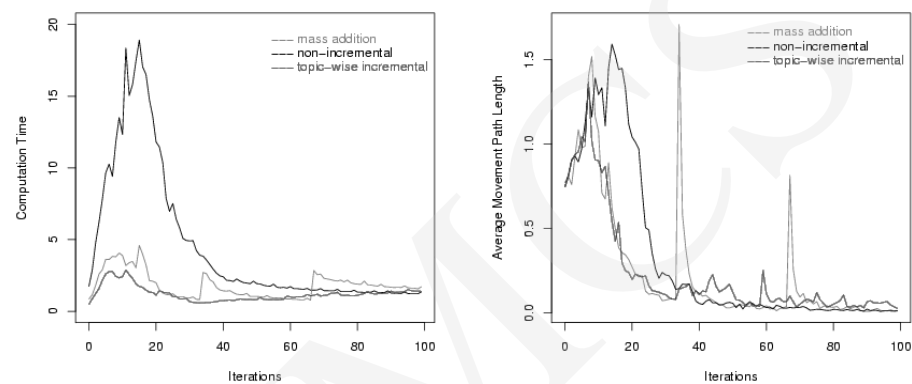 Computation Time
20
15
10
5
0
mass addition
non−incremental
topic−wise incremental
0 20 40 60 80 100
Iterations
Average Movement Path Length
1.5
1.0
0.5
0.0
mass addition
non−incremental
topic−wise incremental
0 20 40 60 80 100
Iterations
MCS